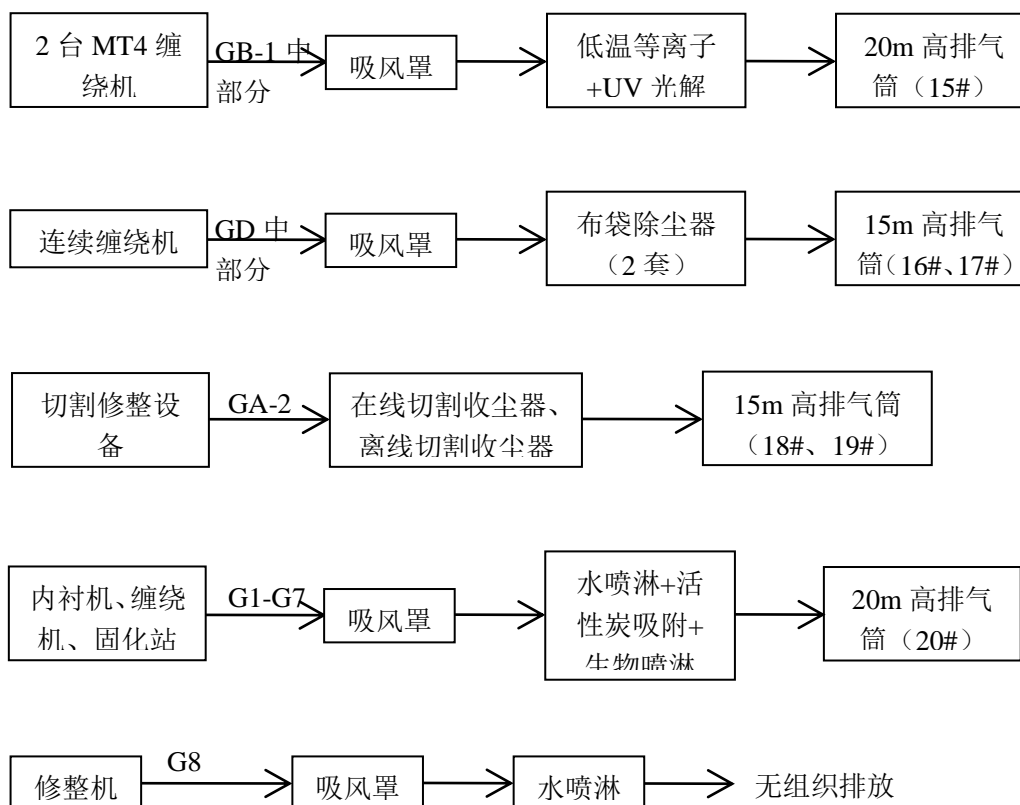 2 台 MT4 缠
绕机
GB-1 中
部分
吸风罩
低温等离子
+UV 光解
20m 高排气
筒（15#）
连续缠绕机
GD 中
部分
吸风罩
布袋除尘器
（2 套）
15m 高排气
筒（16#、17#）
切割修整设
备
GA-2
在线切割收尘器、
离线切割收尘器
15m 高排气筒
（18#、19#）
内衬机、缠绕
机、固化站
G1-G7
吸风罩
水喷淋+活
性炭吸附+
生物喷淋
20m 高排气
筒（20#）
修整机
G8
吸风罩
水喷淋
无组织排放